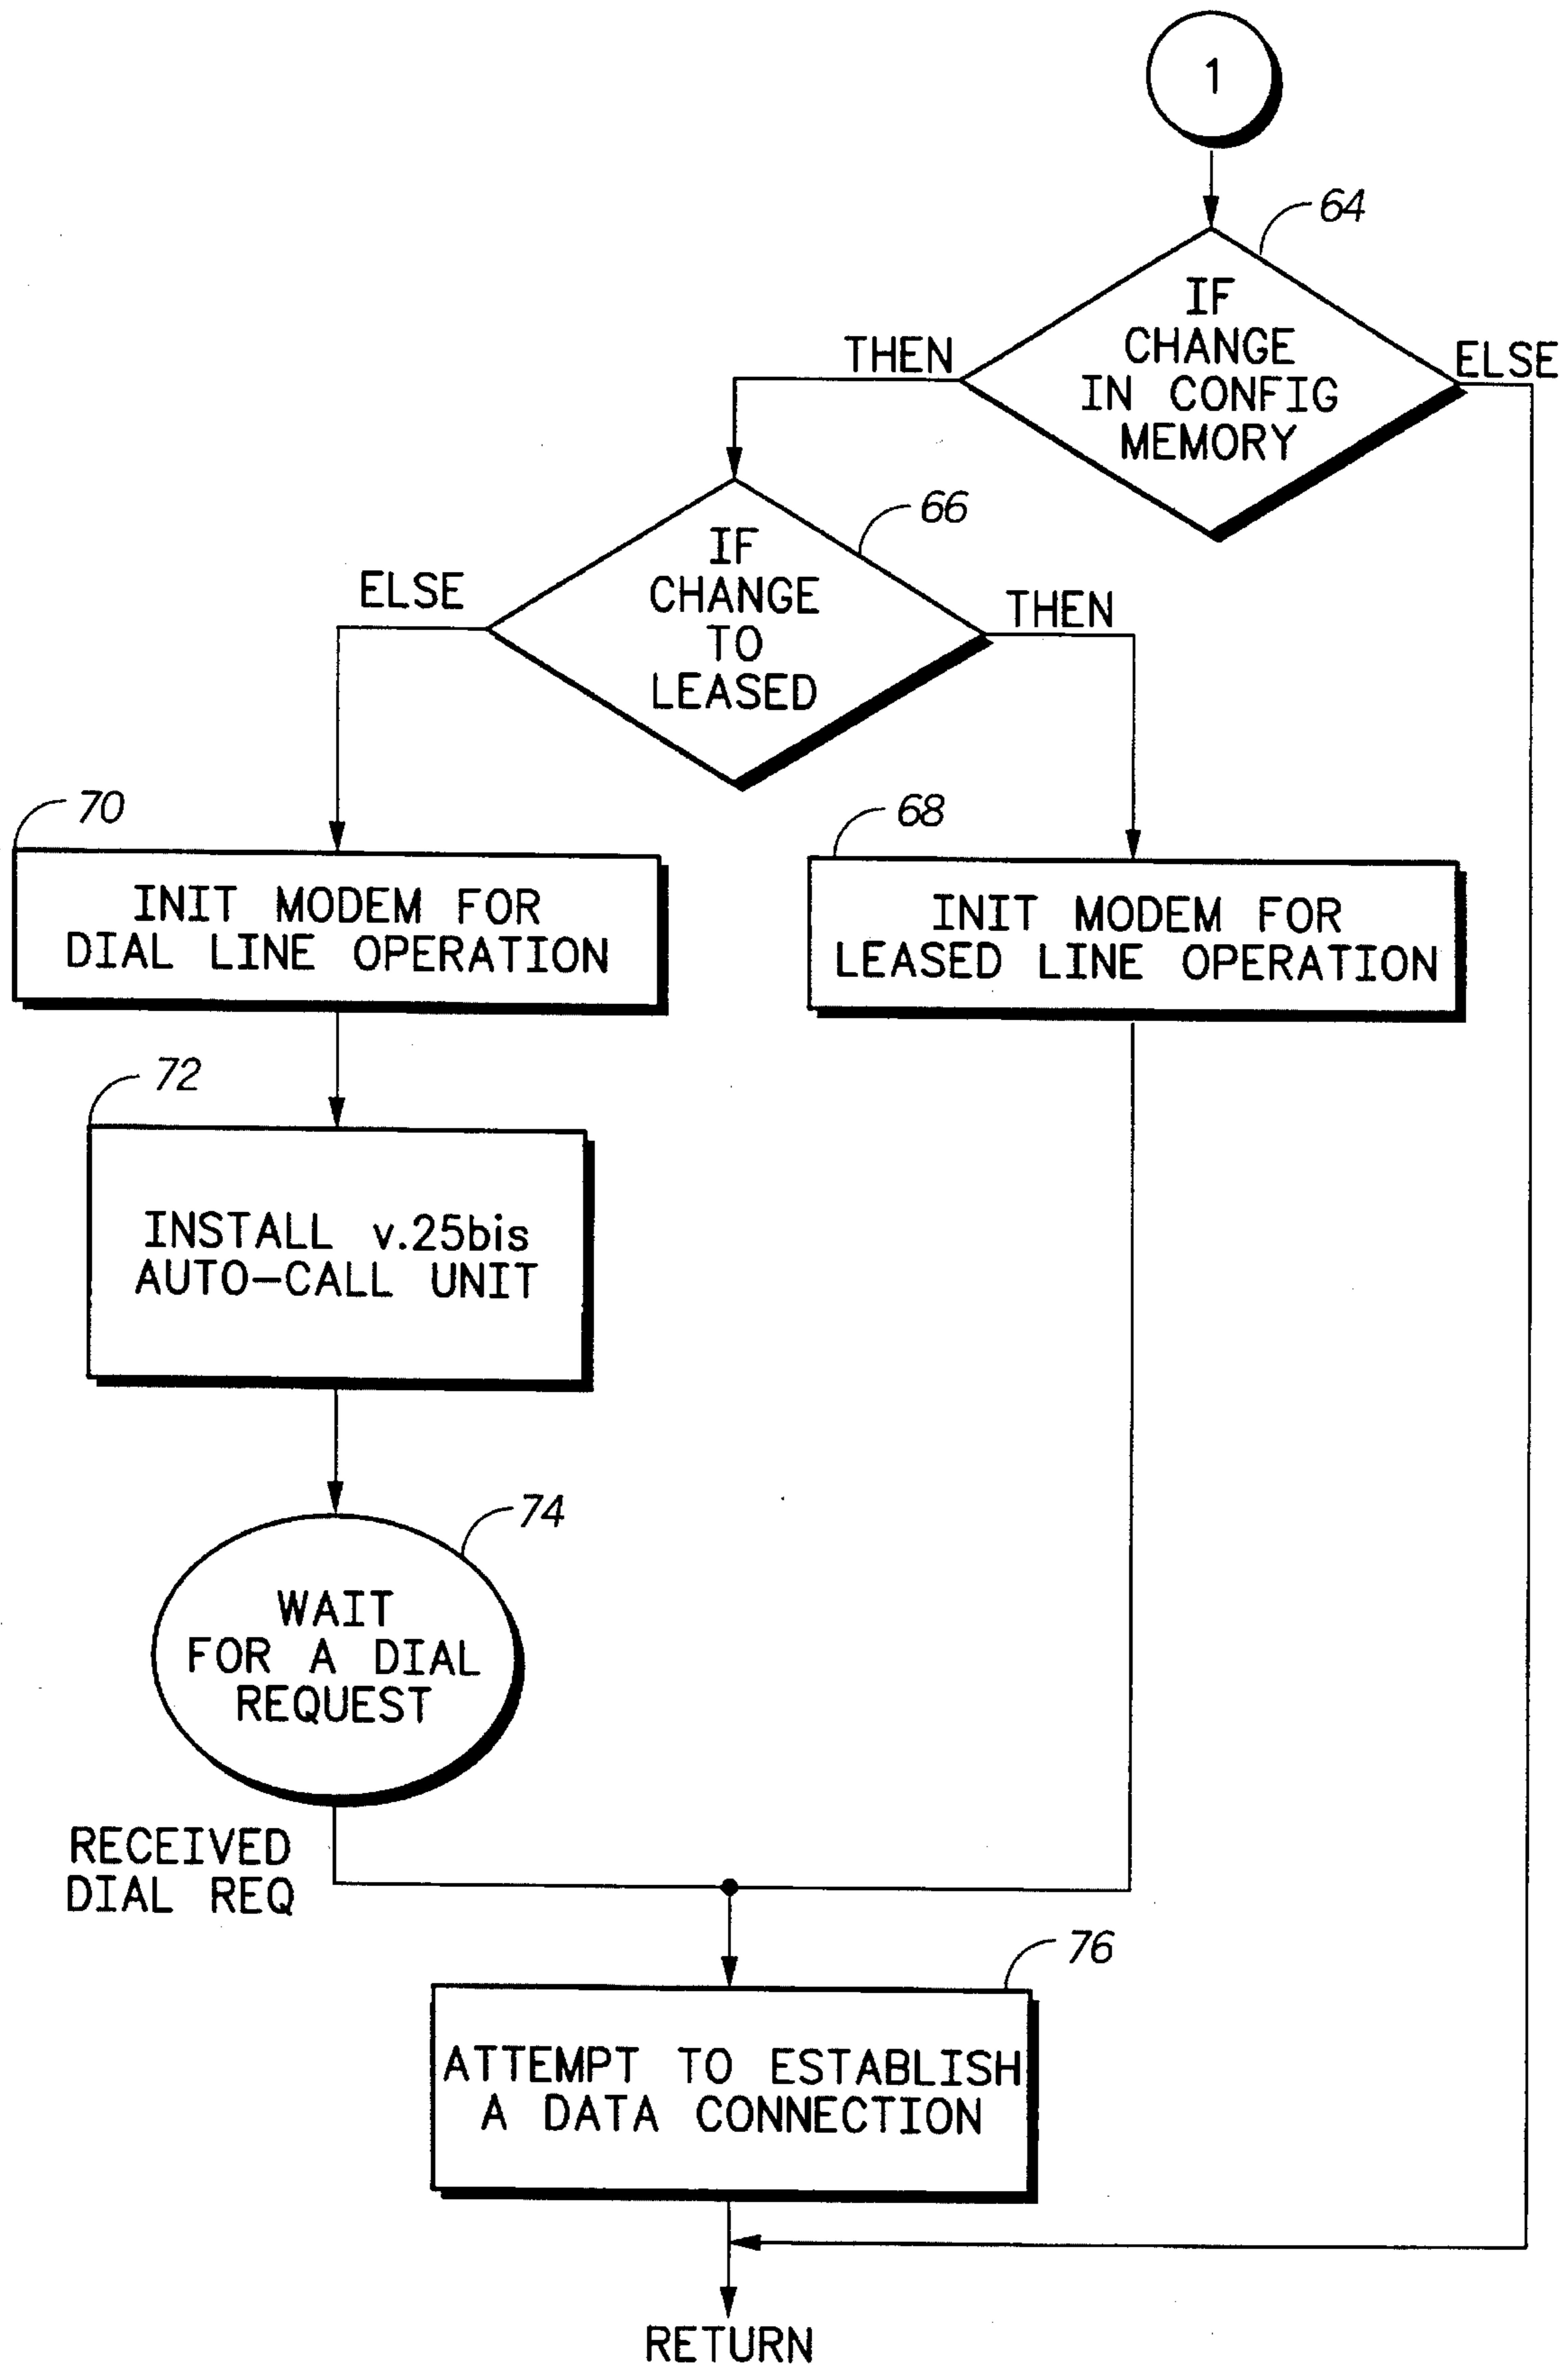 1
64
IF
CHANGE
IN CONFIG
MEMORY
THEN
ELSE
66
IF
CHANGE
TO
LEASED
ELSE
THEN
70
INIT MODEM FOR
DIAL LINE OPERATION
68
INIT MODEM FOR
LEASED LINE OPERATION
72
INSTALL v.25bis
AUTO-CALL UNIT
74
WAIT
FOR A DIAL
REQUEST
RECEIVED
DIAL REQ
76
ATTEMPT TO ESTABLISH
A DATA CONNECTION
RETURN